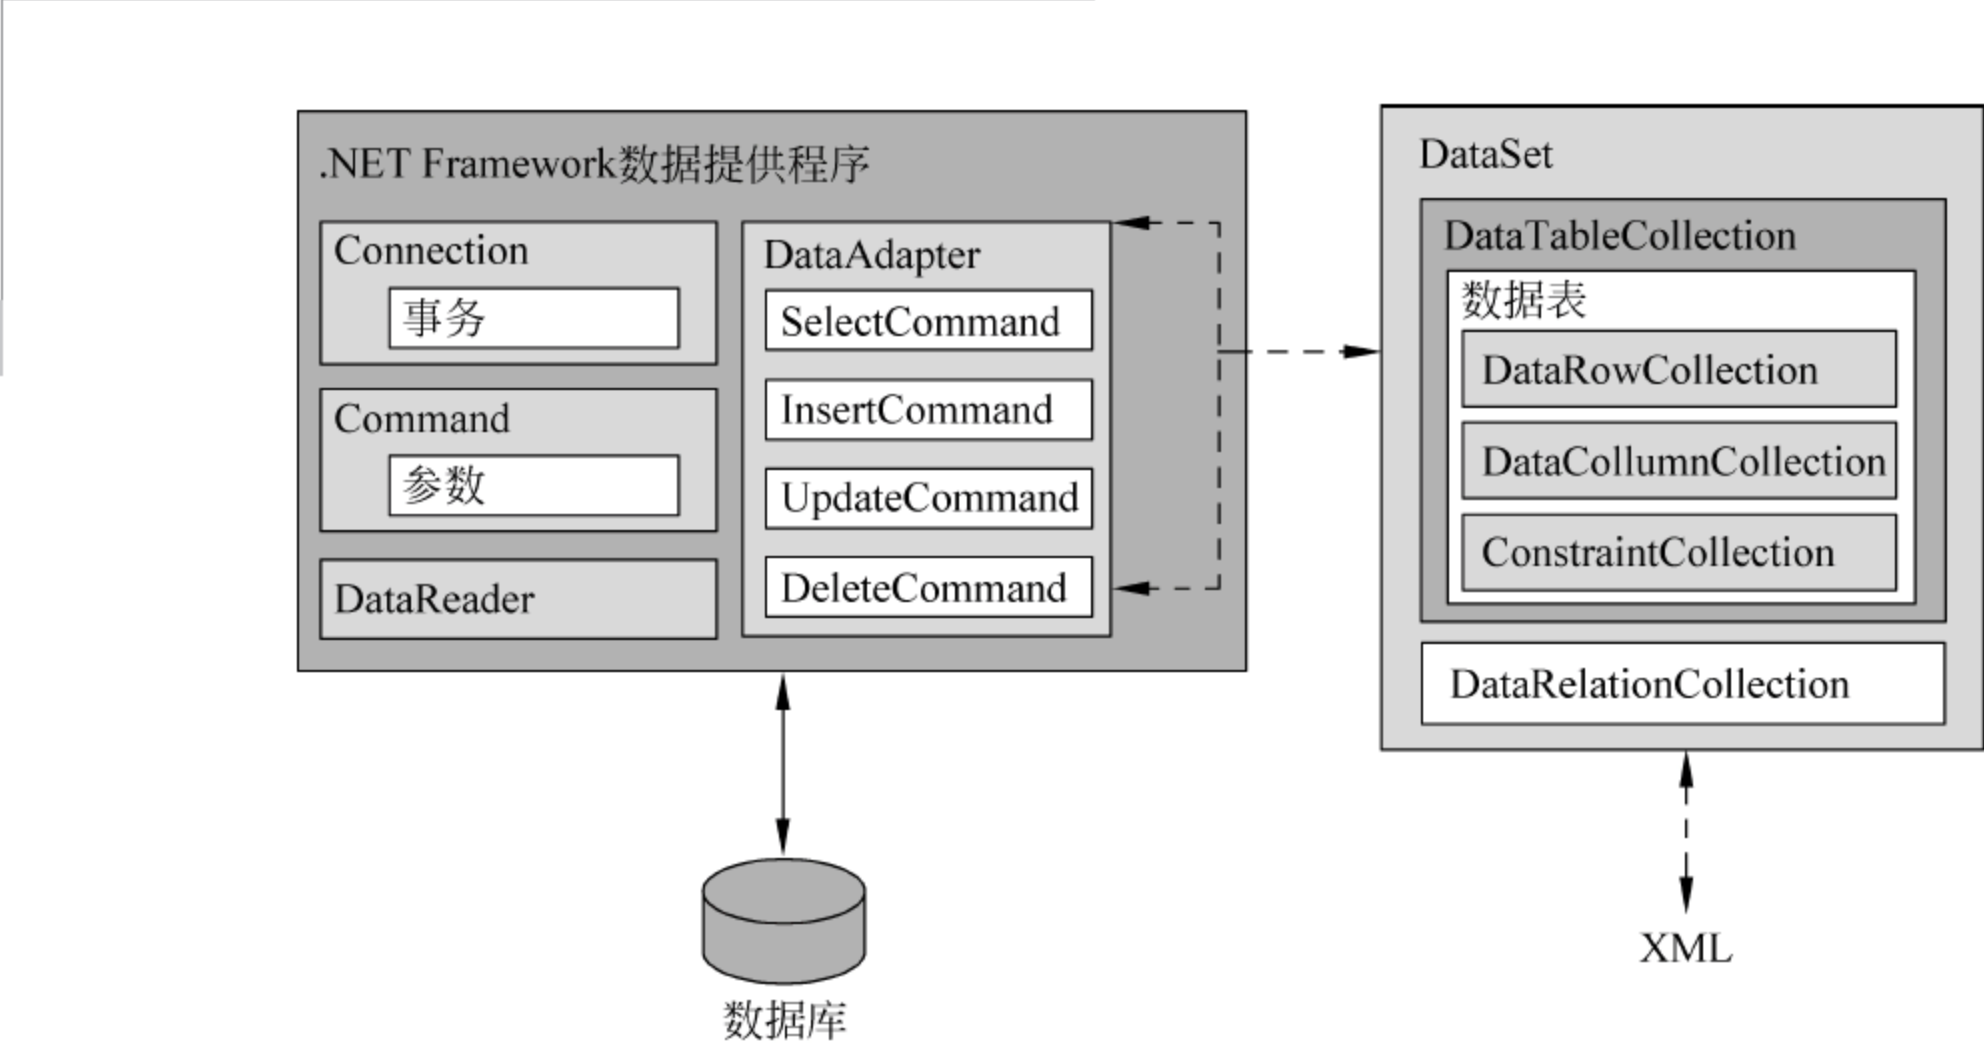 .NET Framework数据提供程序
Connection
事务
Command
参数
DataReader
DataAdapter
SelectCommand
InsertCommand
UpdateCommand
DeleteCommand
数据库
DataSet
DataTableCollection
数据表
DataRowCollection
DataCollumnCollection
ConstraintCollection
DataRelationCollection
XML